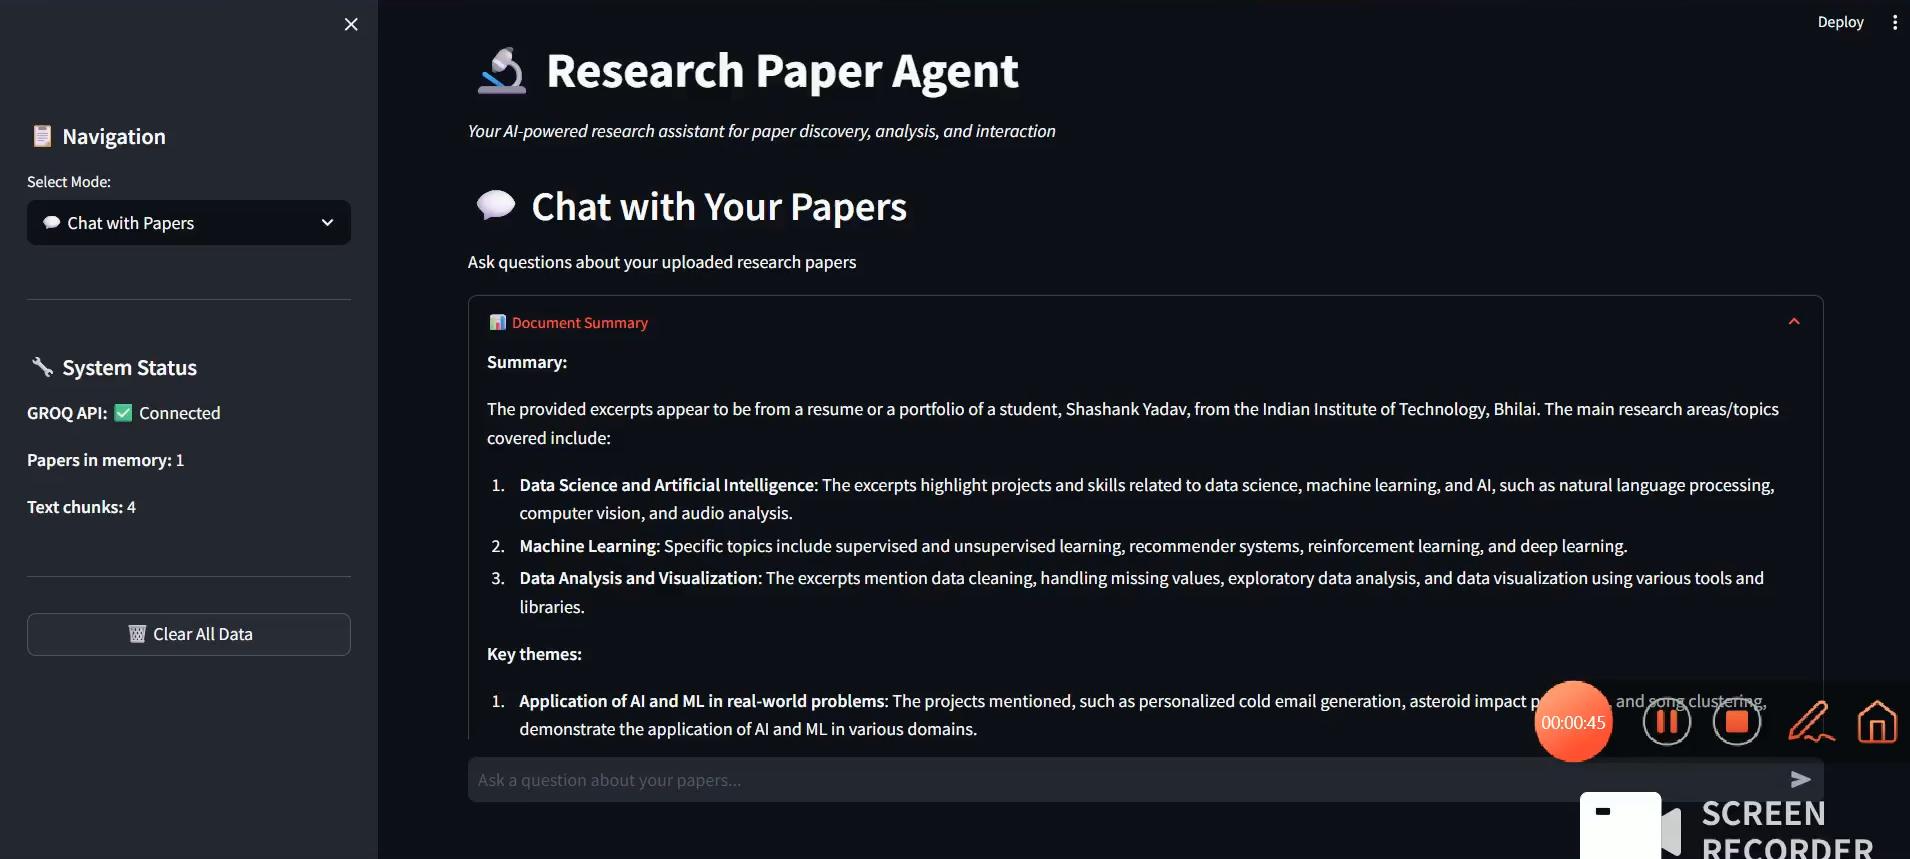 Deploy
Research Paper Agent
Your AI-powered research assistant for paper discovery, analysis, and interaction
Navigation
Select Mode:
Chat with Papers
System Status
GROQ API: ✅ Connected
Papers in memory: 1
Text chunks: 4
Clear All Data
Chat with Your Papers
Ask questions about your uploaded research papers
Document Summary
Summary:
The provided excerpts appear to be from a resume or a portfolio of a student, Shashank Yadav, from the Indian Institute of Technology, Bhilai. The main research areas/topics
covered include:
1. Data Science and Artificial Intelligence: The excerpts highlight projects and skills related to data science, machine learning, and AI, such as natural language processing,
computer vision, and audio analysis.
2. Machine Learning: Specific topics include supervised and unsupervised learning, recommender systems, reinforcement learning, and deep learning.
3. Data Analysis and Visualization: The excerpts mention data cleaning, handling missing values, exploratory data analysis, and data visualization using various tools and
libraries.
Key themes:
1. Application of AI and ML in real-world problems: The projects mentioned, such as personalized cold email generation, asteroid impact and song clustering,
demonstrate the application of AI and ML in various domains.
00:00:45
Ask a question about your papers...
SCREEN
RECORDER